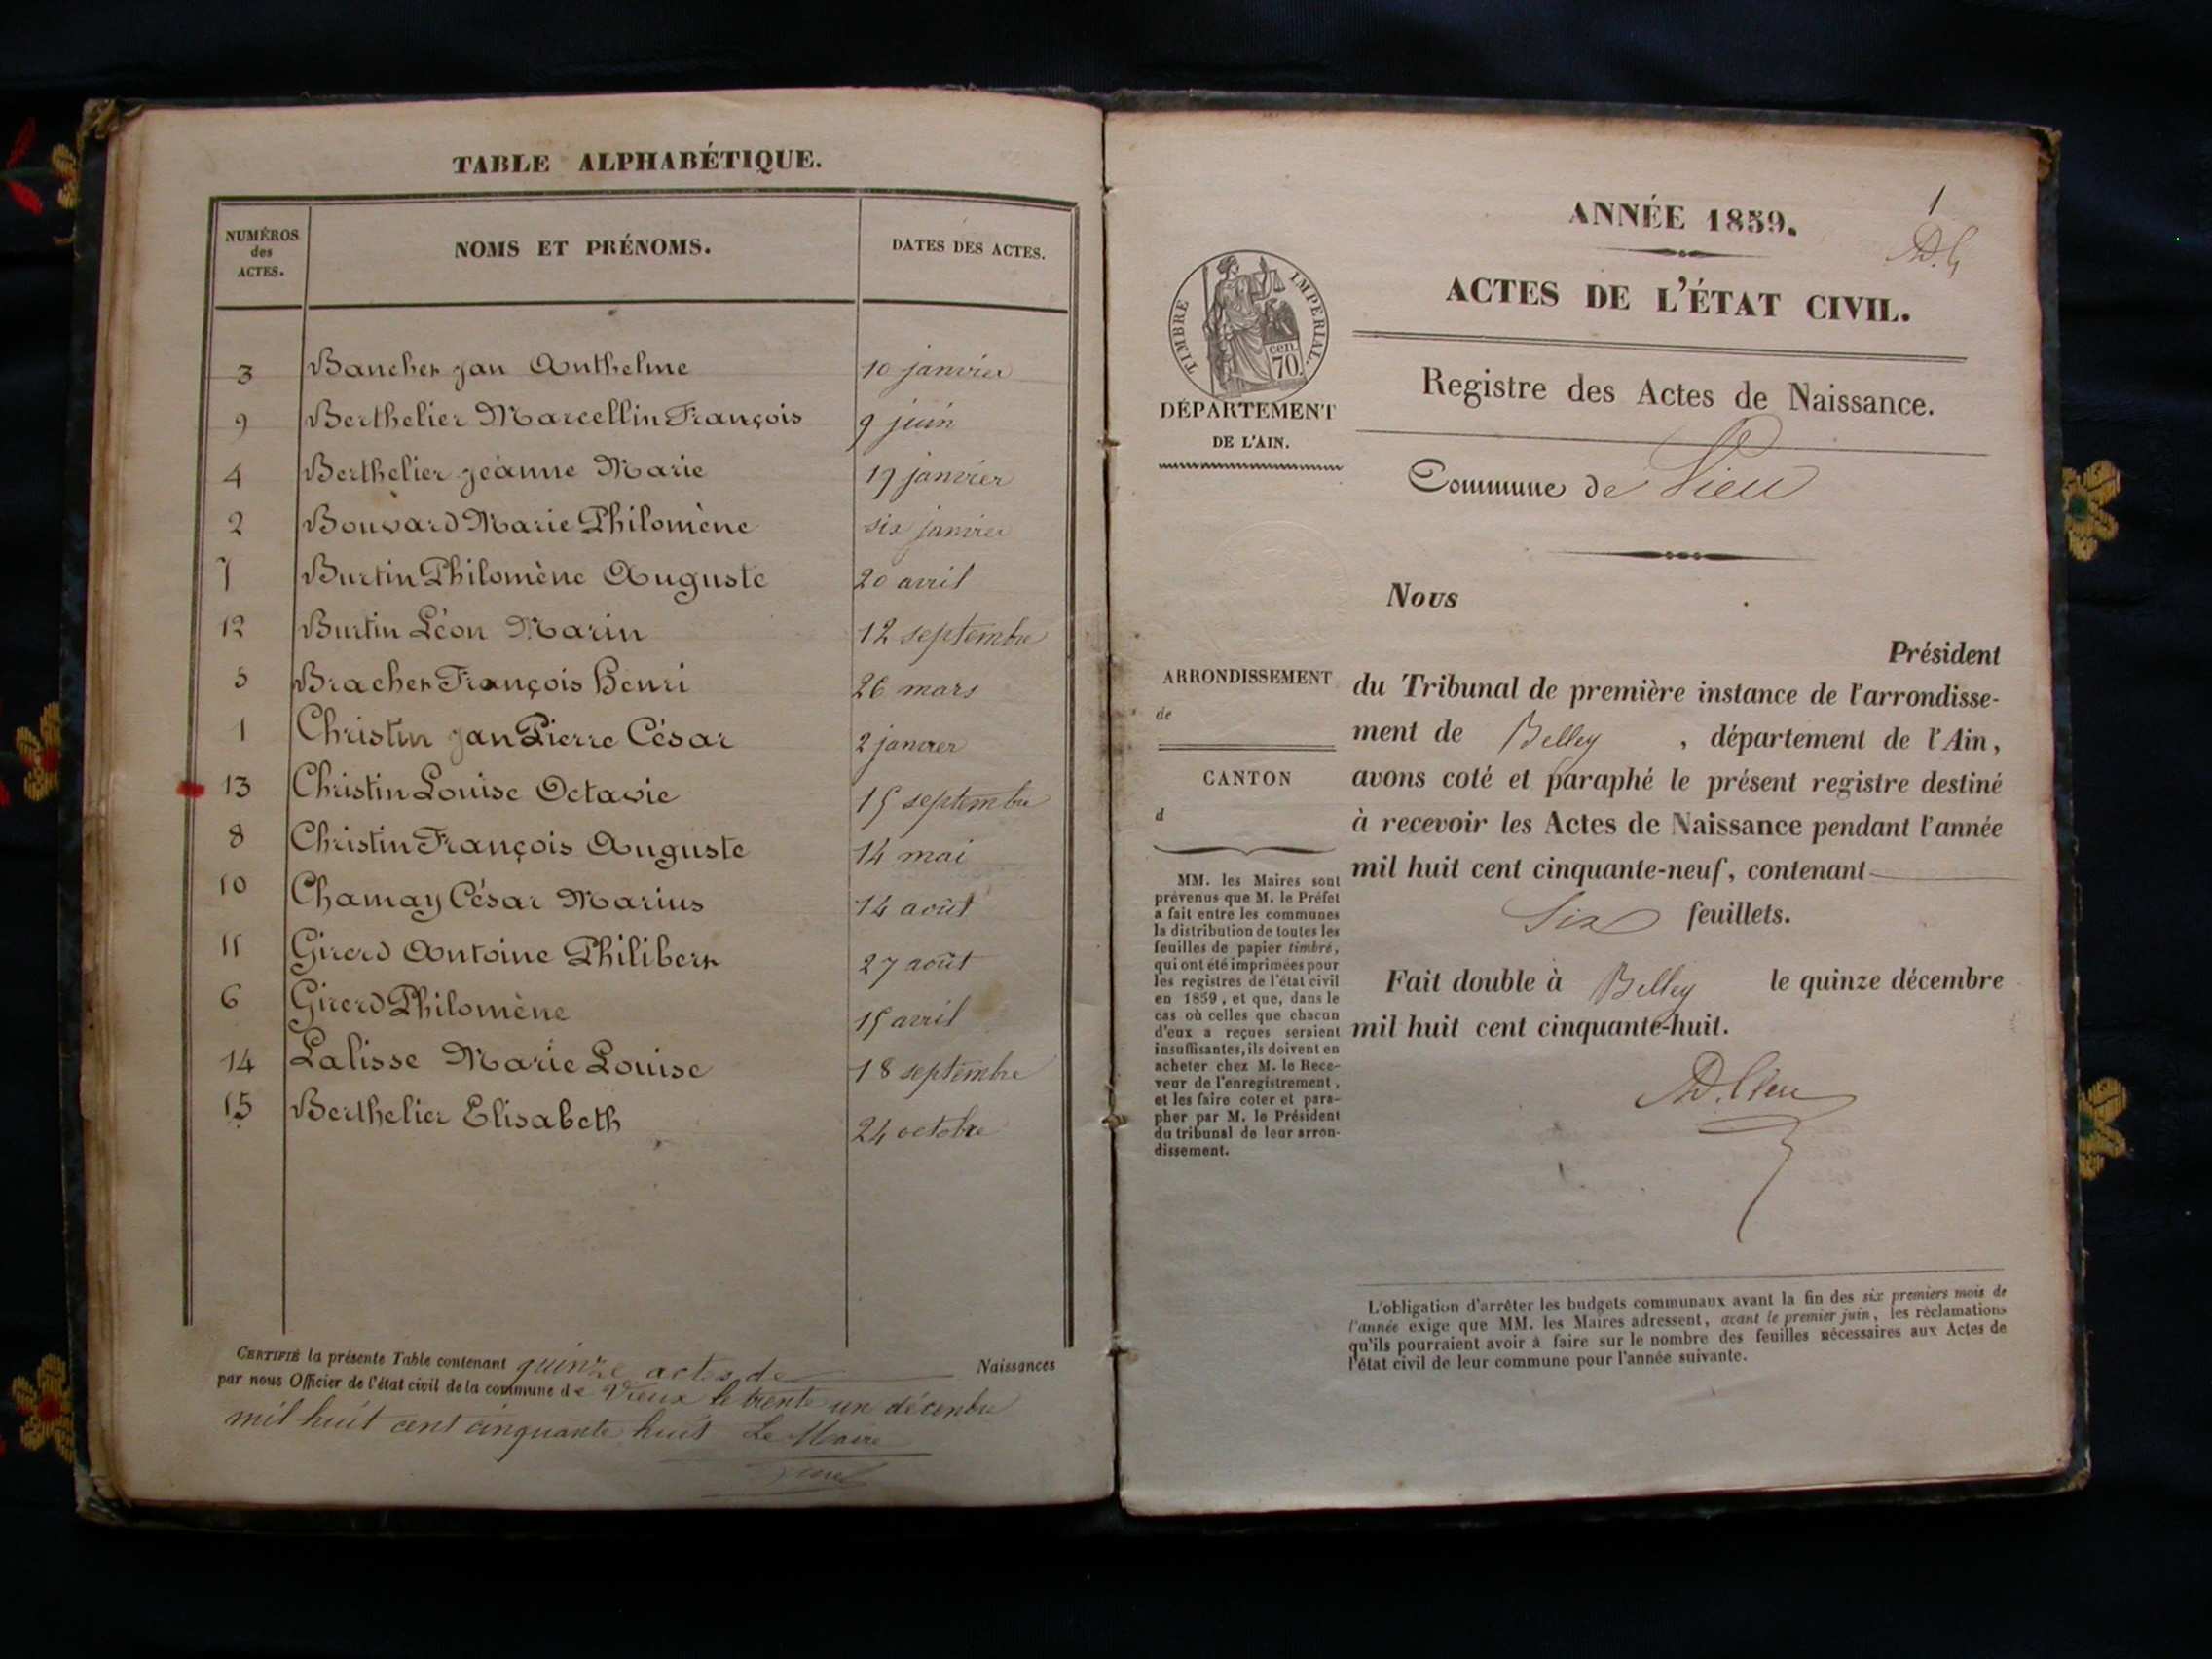 TABLE ALPHABÉTIQUE.
NUMÉROS des ACTES.
NOMS ET PRÉNOMS.
DATES DES ACTES.
3 Bancher jan Anthelme 10 janvier
9 Berthelier Marcellin François 9 juin
4 Berthelier jeanne Marie 19 janvier
2 Bouvard Marie Philomène six janvier
7 Burtin Philomène Auguste 20 avril
12 Burtin Léon Marin 12 septembre
5 Bracher François Henri 26 mars
1 Christin jan Pierre César 2 janvier
13 Christin Louise Octavie 15 septembre
8 Christin François Auguste 14 mai
10 Chamay César Marius 14 août
11 Girerd Antoine Philibert 27 août
6 Girerd Philomène 15 avril
14 Lalisse Marie Louise 18 septembre
15 Berthelier Elisabeth 24 octobre
CERTIFIÉ la présente Table contenant quinze actes de Naissances
par nous Officier de l'état civil de la commune de Vieux le trente un décembre
mil huit cent cinquante huit Le Maire
1
ANNÉE 1859.
ACTES DE L'ÉTAT CIVIL.
TIMBRE IMPERIAL.
cen.
70.
DÉPARTEMENT
DE L'AIN.
Registre des Actes de Naissance.
Commune de Vieu
Nous
Président
du Tribunal de première instance de l'arrondisse-
ment de Belley , département de l'Ain,
avons coté et paraphé le présent registre destiné
à recevoir les Actes de Naissance pendant l'année
mil huit cent cinquante-neuf, contenant
Six feuillets.
Fait double à Belley le quinze décembre
mil huit cent cinquante-huit.
ARRONDISSEMENT
de
CANTON
d
MM. les Maires sont
prévenus que M. le Préfet
a fait entre les communes
la distribution de toutes les
feuilles de papier timbré,
qui ont été imprimées pour
les registres de l'état civil
en 1859, et que, dans le
cas où celles que chacun
d'eux a reçues seraient
insuffisantes, ils doivent en
acheter chez M. le Rece-
veur de l'enregistrement,
et les faire coter et para-
pher par M. le Président
du tribunal de leur arron-
dissement.
L'obligation d'arrêter les budgets communaux avant la fin des six premiers mois de
l'année exige que MM. les Maires adressent, avant le premier juin, les réclamations
qu'ils pourraient avoir à faire sur le nombre des feuilles nécessaires aux Actes de
l'état civil de leur commune pour l'année suivante.